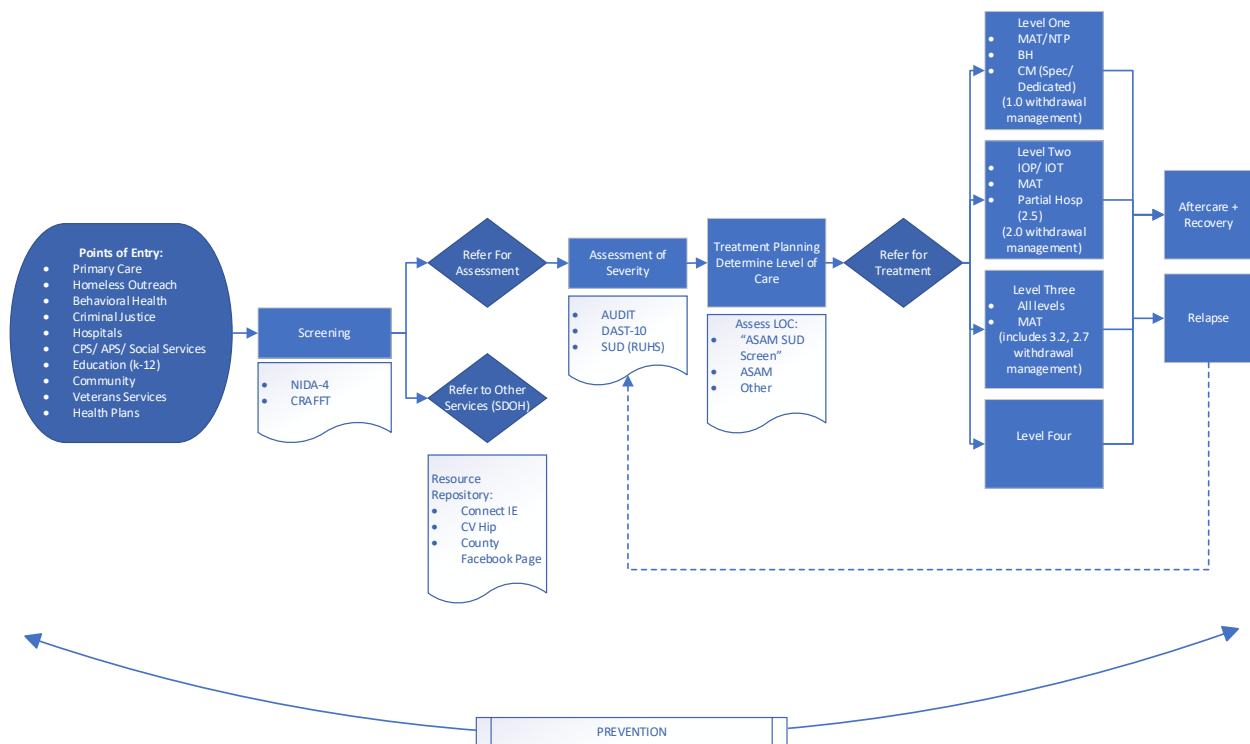 Points of Entry:
• Primary Care
• Homeless Outreach
• Behavioral Health
• Criminal Justice
• Hospitals
• CPS/ APS/ Social Services
• Education (k-12)
• Community
• Veterans Services
• Health Plans
Screening
• NIDA-4
• CRAFFT
Refer For
Assessment
Refer to Other
Services (SDOH)
Resource
Repository:
• Connect IE
• CV Hip
• County
Facebook Page
Assessment of
Severity
• AUDIT
• DAST-10
• SUD (RUHS)
Treatment Planning
Determine Level of
Care
Assess LOC:
• “ASAM SUD
Screen”
• ASAM
• Other
Refer for
Treatment
Level One
• MAT/NTP
• BH
• CM (Spec/
Dedicated)
(1.0 withdrawal
management)
Level Two
• IOP/ IOT
• MAT
• Partial Hosp
(2.5)
(2.0 withdrawal
management)
Level Three
• All levels
• MAT
(includes 3.2, 2.7
withdrawal
management)
Level Four
Aftercare +
Recovery
Relapse
PREVENTION